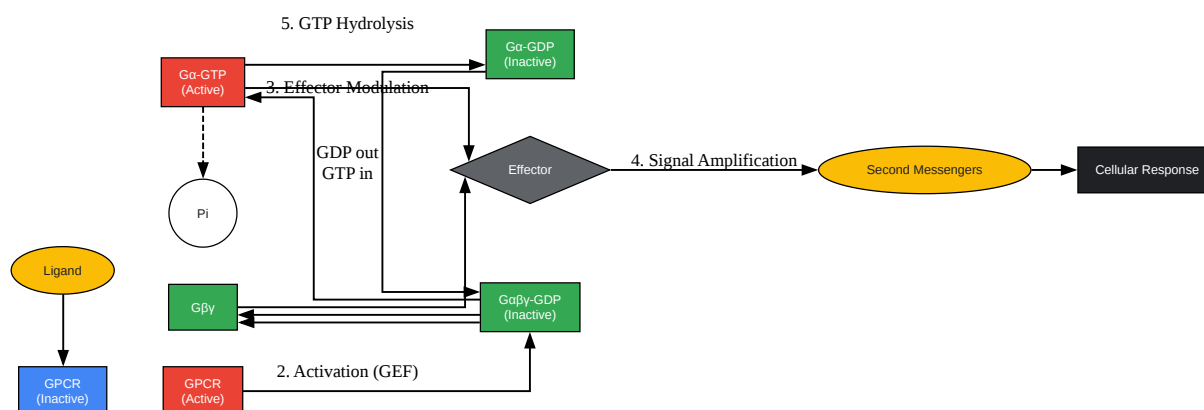 5. GTP Hydrolysis
Gα-GDP
(Inactive)
Gα-GTP
(Active)
3. Effector Modulation
GDP out
GTP in
Effector
4. Signal Amplification
Second Messengers
Cellular Response
Pi
Ligand
Gβγ
Gαβγ-GDP
(Inactive)
GPCR
(Inactive)
GPCR
(Active)
2. Activation (GEF)